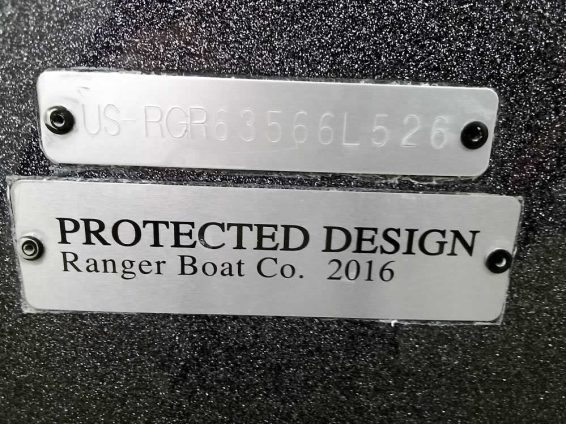 US-RGR63566L526
PROTECTED DESIGN
Ranger Boat Co. 2016